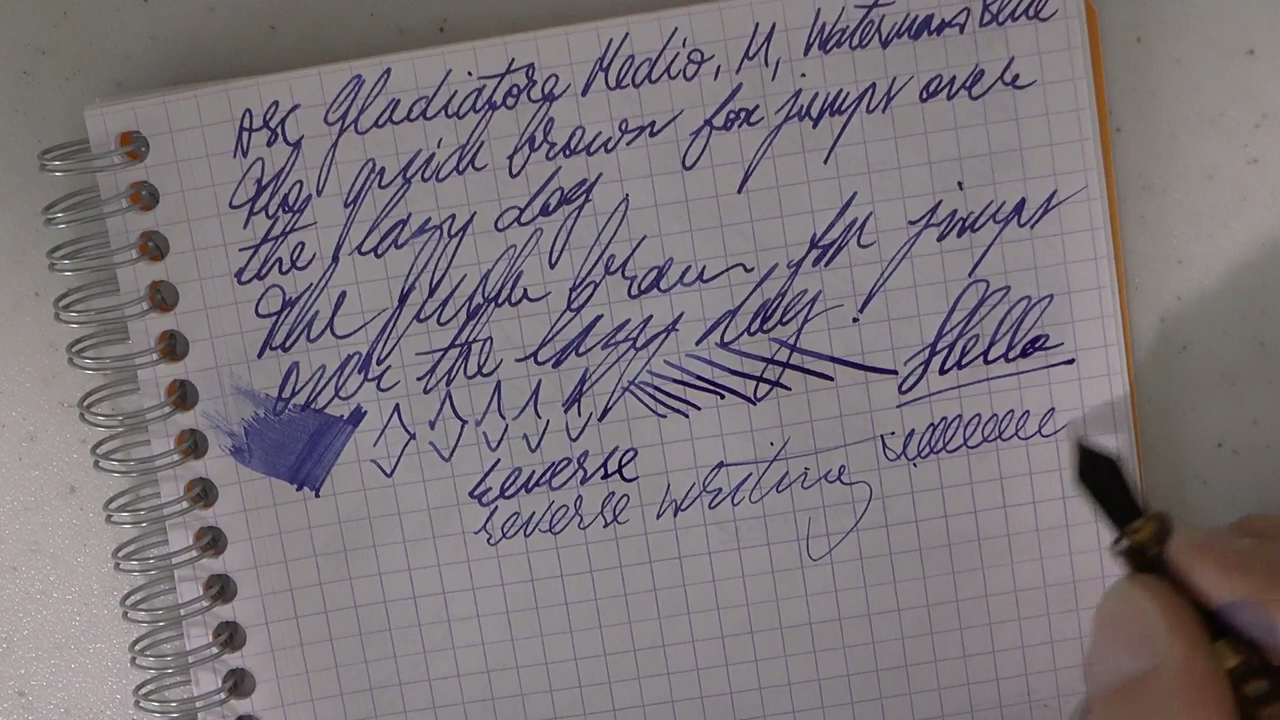 ASC Gladiatore Medio, M, Waterman Blue
The quick brown fox jumps over
the lazy dog
The quick brown fox jumps
over the lazy dog!
Hello
reverse
reverse writing